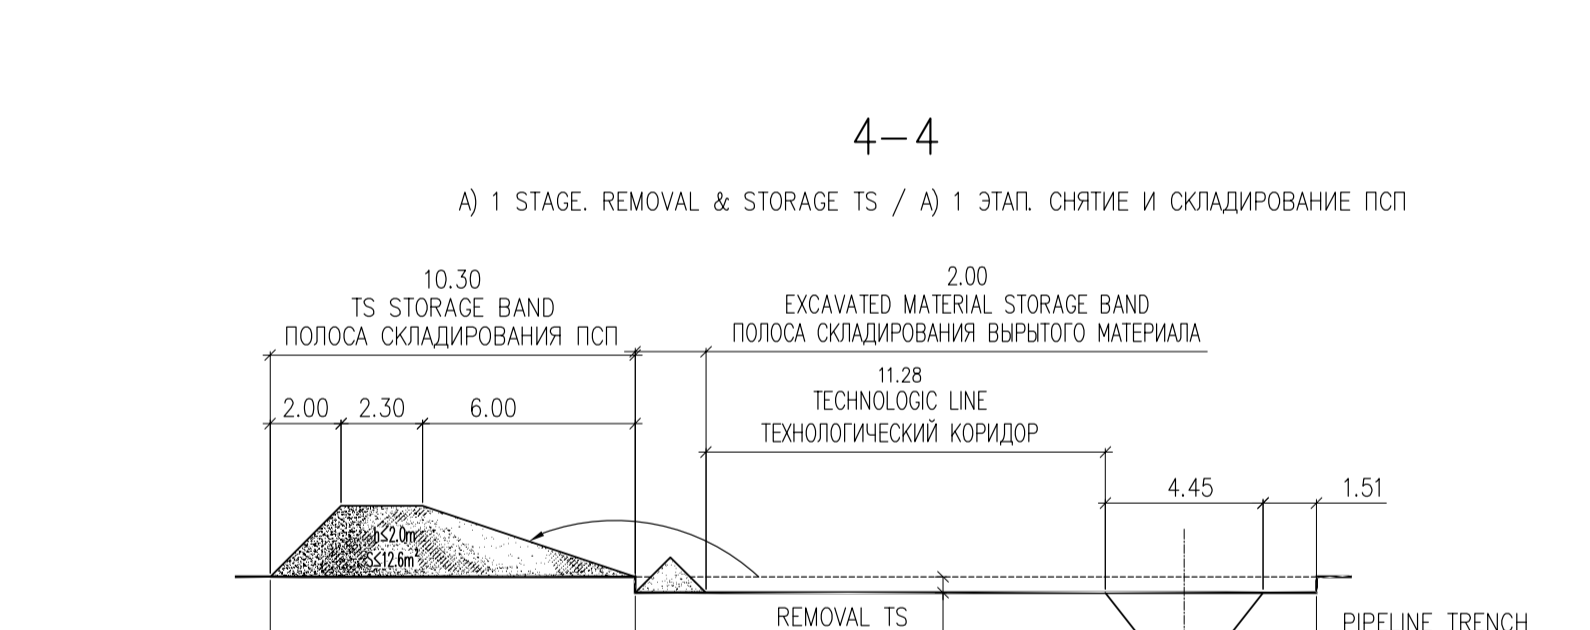 4-4
A) 1 STAGE. REMOVAL & STORAGE TS / А) 1 ЭТАП. СНЯТИЕ И СКЛАДИРОВАНИЕ ПСП
10.30
TS STORAGE BAND
ПОЛОСА СКЛАДИРОВАНИЯ ПСП
2.00
EXCAVATED MATERIAL STORAGE BAND
ПОЛОСА СКЛАДИРОВАНИЯ ВЫРЫТОГО МАТЕРИАЛА
11.28
TECHNOLOGIC LINE
ТЕХНОЛОГИЧЕСКИЙ КОРИДОР
2.00 2.30 6.00
4.45 1.51
h≤2.0m
S≤12.6m²
REMOVAL TS
PIPELINE TRENCH